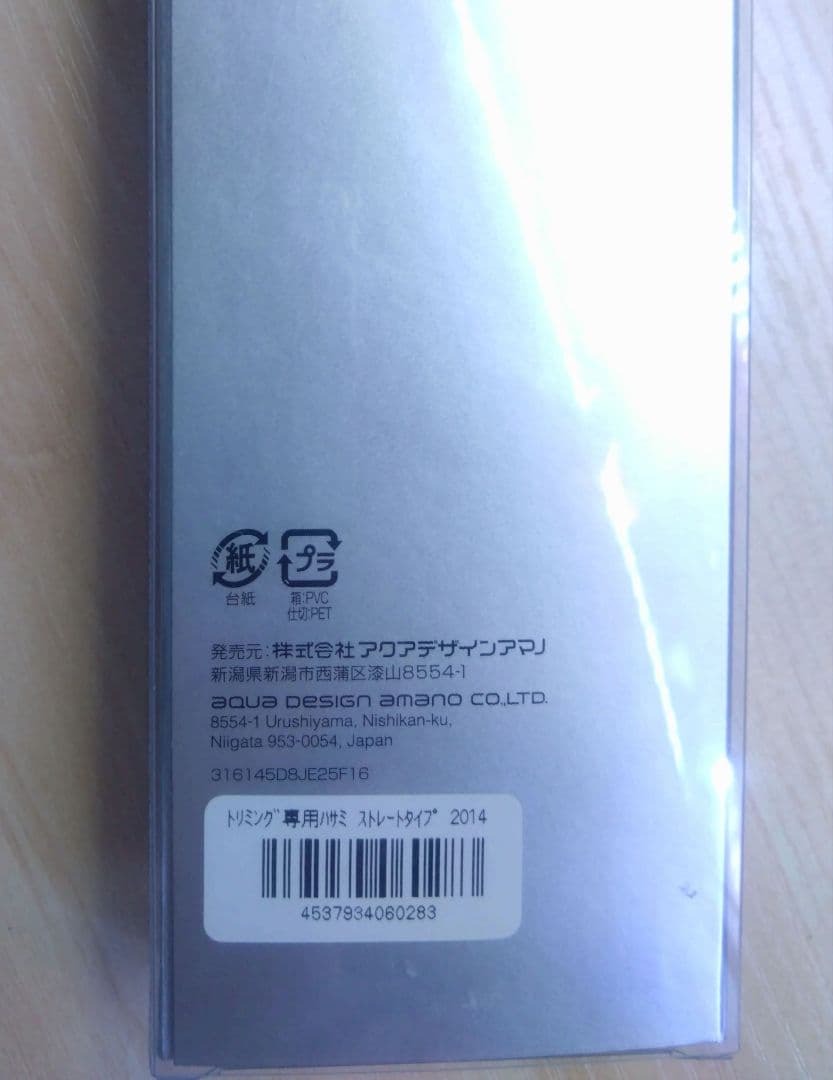 紙
プラ
台紙
箱:PVC
仕切:PET
発売元:株式会社アクアデザインアマノ
新潟県新潟市西蒲区漆山8554-1
aqua Design amano CO.,LTD.
8554-1 Urushiyama, Nishikan-ku,
Niigata 953-0054, Japan
316145D8JE25F16
ﾄﾘﾐﾝｸﾞ専用ﾊｻﾐ ｽﾄﾚｰﾄﾀｲﾌﾟ 2014
4537934060283